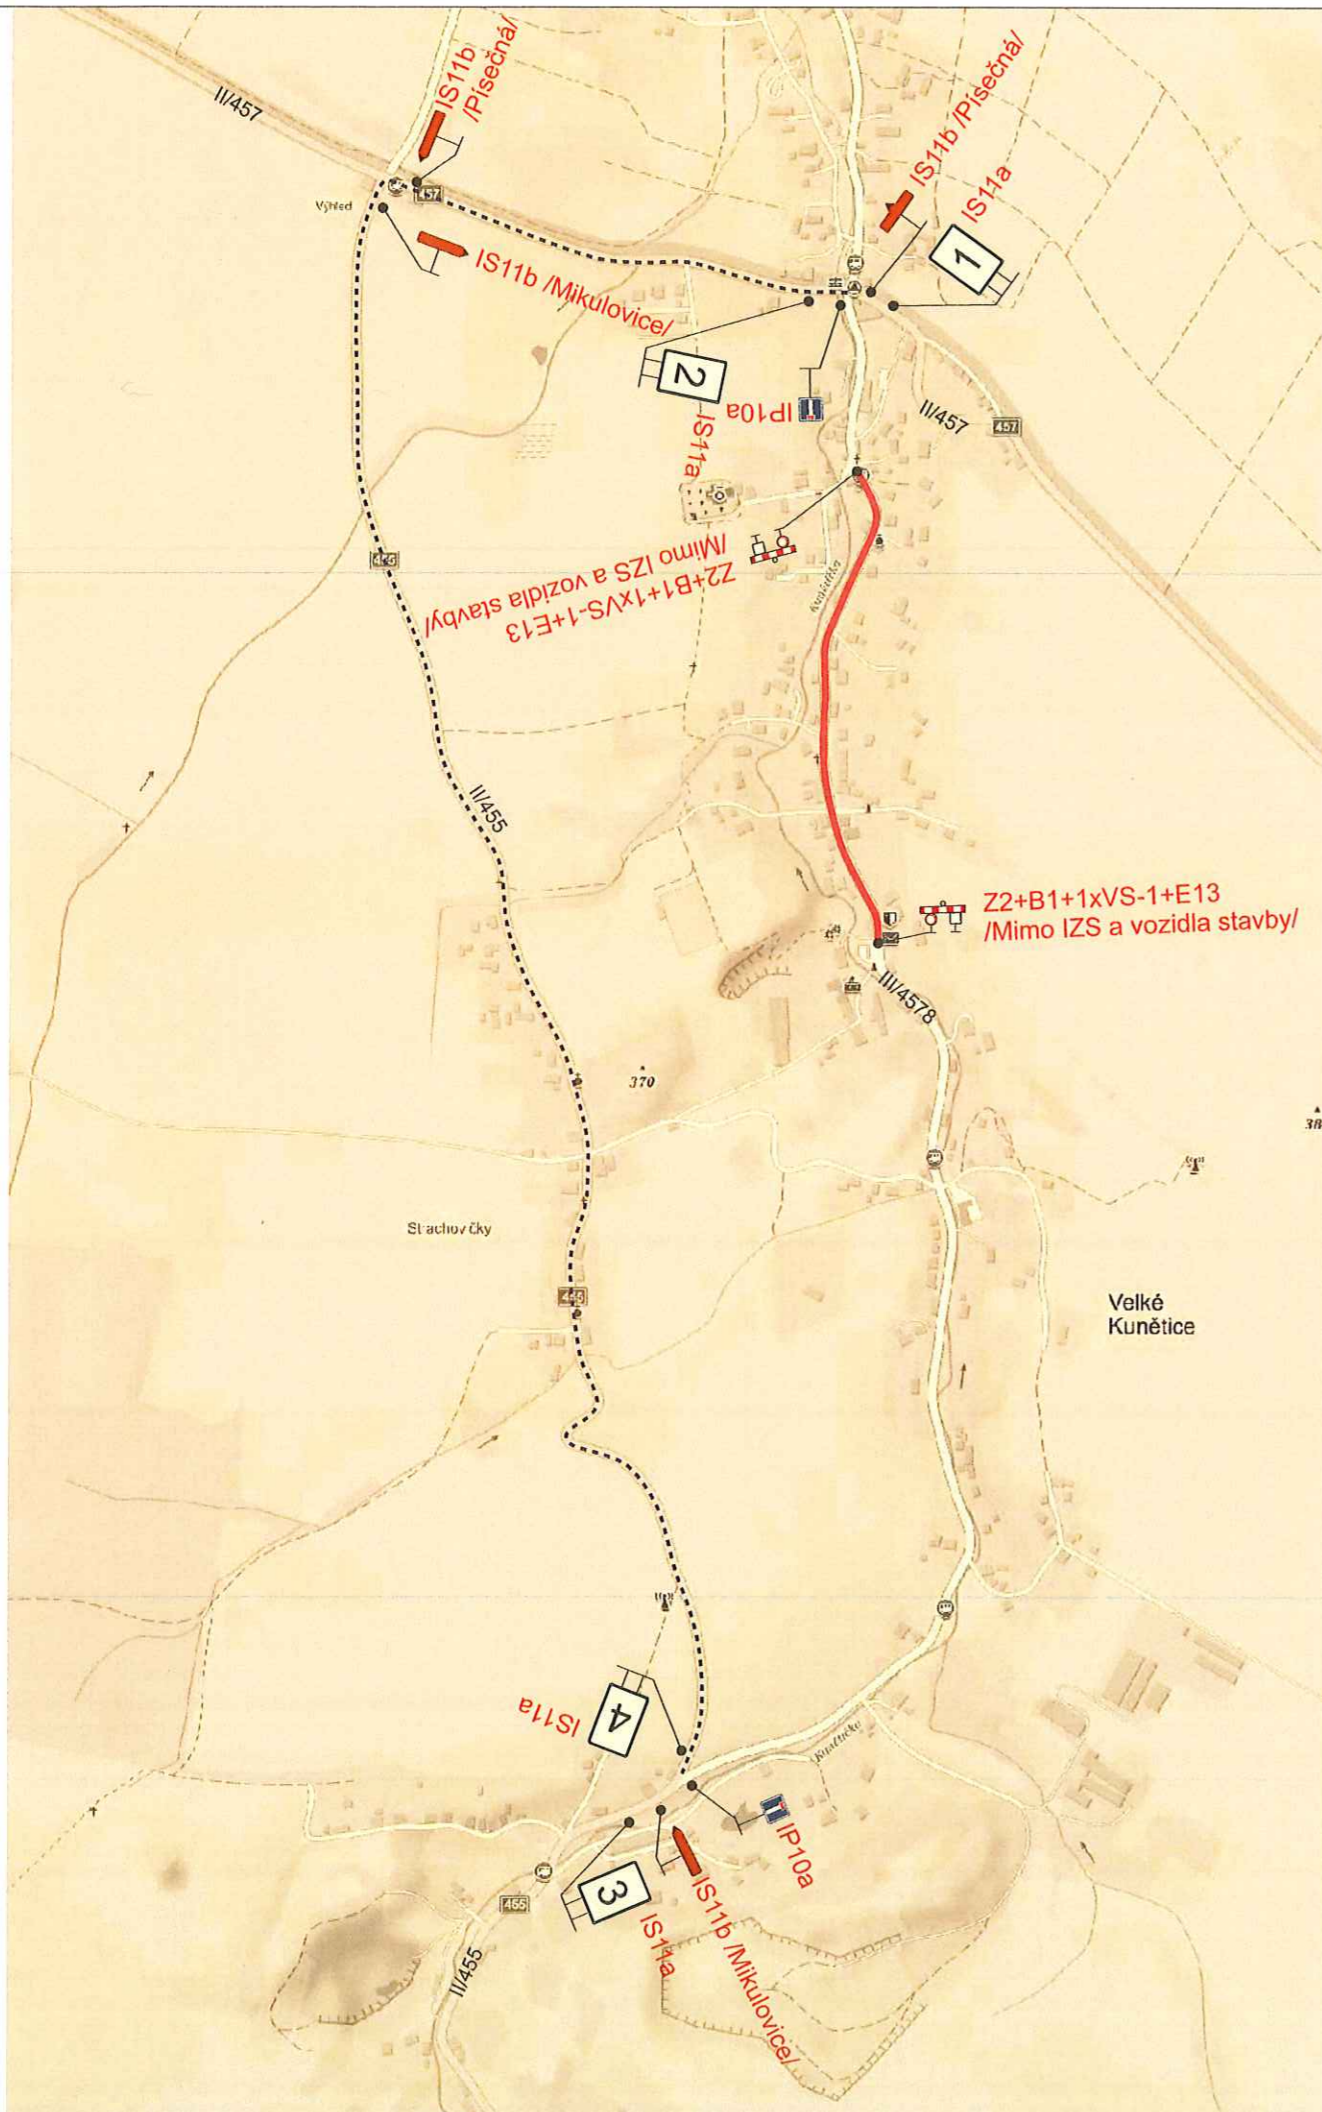 II/457
IS11b
/Písečná/
457
Výhled
IS11b /Mikulovice/
IS11b /Písečná/
IS11a
1
2
IS11a
IP10a
II/457
457
Z2+B1+1xVS-1+E13
/Mimo IZS a vozidla stavby/
455
II/455
Z2+B1+1xVS-1+E13
/Mimo IZS a vozidla stavby/
III/4578
370
38
Strachovičky
455
Velké
Kunětice
4
IS11a
IP10a
3
IS11a
IS11b /Mikulovice/
455
II/455